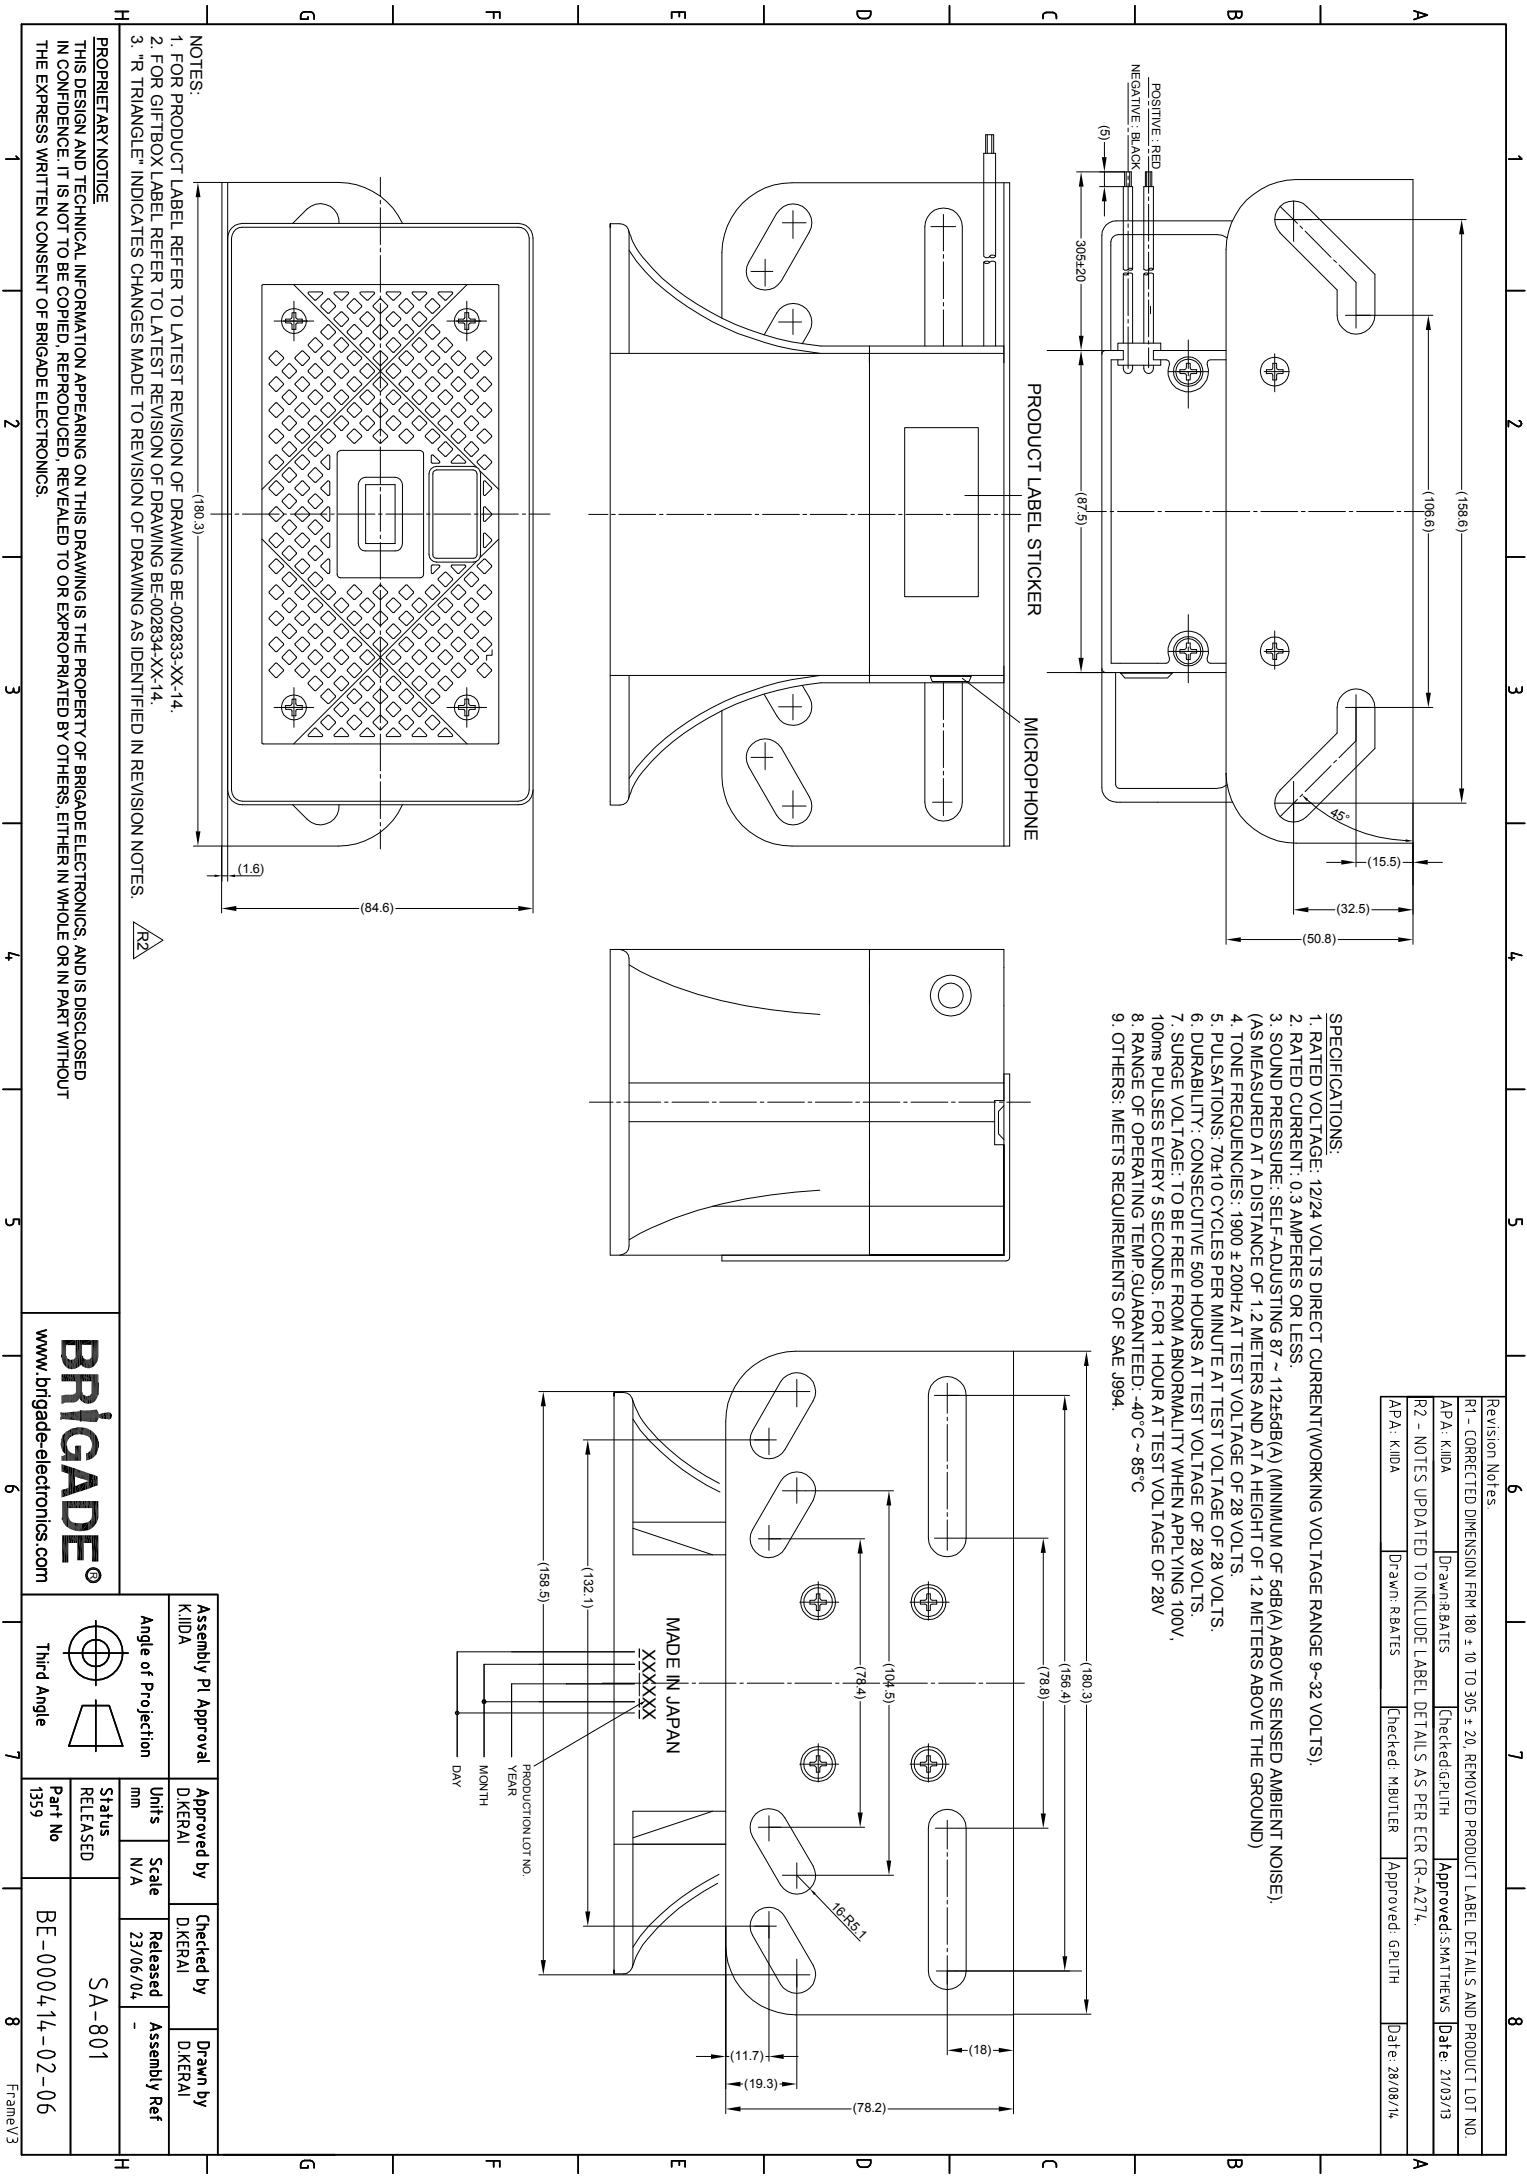 1 2 3 4 5 6 7 8
A B C D E F G H
Revision Notes.
R1 - CORRECTED DIMENSION FRM 180 ± 10 TO 305 ± 20, REMOVED PRODUCT LABEL DETAILS AND PRODUCT LOT NO.
APA: K.IIDA Drawn:R.BATES Checked:G.PLITH Approved:S.MATTHEWS Date: 21/03/13
R2 - NOTES UPDATED TO INCLUDE LABEL DETAILS AS PER ECR CR-A274.
APA: K.IIDA Drawn: R.BATES Checked: M.BUTLER Approved: G.PLITH Date: 28/08/14
(158.6)
(106.6)
45°
(15.5)
(32.5)
(50.8)
POSITIVE : RED
NEGATIVE : BLACK
(5)
305±20
(87.5)
SPECIFICATIONS:
1. RATED VOLTAGE: 12/24 VOLTS DIRECT CURRENT(WORKING VOLTAGE RANGE 9~32 VOLTS).
2. RATED CURRENT: 0.3 AMPERES OR LESS.
3. SOUND PRESSURE: SELF-ADJUSTING 87 ~ 112±5dB(A) (MINIMUM OF 5dB(A) ABOVE SENSED AMBIENT NOISE).
(AS MEASURED AT A DISTANCE OF 1.2 METERS AND AT A HEIGHT OF 1.2 METERS ABOVE THE GROUND)
4. TONE FREQUENCIES: 1900 ± 200Hz AT TEST VOLTAGE OF 28 VOLTS.
5. PULSATIONS: 70±10 CYCLES PER MINUTE AT TEST VOLTAGE OF 28 VOLTS.
6. DURABILITY: CONSECUTIVE 500 HOURS AT TEST VOLTAGE OF 28 VOLTS.
7. SURGE VOLTAGE: TO BE FREE FROM ABNORMALITY WHEN APPLYING 100V,
100ms PULSES EVERY 5 SECONDS. FOR 1 HOUR AT TEST VOLTAGE OF 28V
8. RANGE OF OPERATING TEMP.GUARANTEED: -40°C ~ 85°C
9. OTHERS: MEETS REQUIREMENTS OF SAE J994.
PRODUCT LABEL STICKER
MICROPHONE
(180.3)
(156.4)
(78.8)
(104.5)
(78.4)
(18)
(11.7)
(19.3)
(78.2)
16-R5.1
(132.1)
(158.5)
MADE IN JAPAN
XXXXXX
PRODUCTION LOT NO.
YEAR
MONTH
DAY
(180.3)
(1.6)
(84.6)
NOTES:
1. FOR PRODUCT LABEL REFER TO LATEST REVISION OF DRAWING BE-002833-XX-14.
2. FOR GIFTBOX LABEL REFER TO LATEST REVISION OF DRAWING BE-002834-XX-14.
3. "R TRIANGLE" INDICATES CHANGES MADE TO REVISION OF DRAWING AS IDENTIFIED IN REVISION NOTES.
R2
PROPRIETARY NOTICE
THIS DESIGN AND TECHNICAL INFORMATION APPEARING ON THIS DRAWING IS THE PROPERTY OF BRIGADE ELECTRONICS, AND IS DISCLOSED
IN CONFIDENCE. IT IS NOT TO BE COPIED, REPRODUCED, REVEALED TO OR EXPROPRIATED BY OTHERS, EITHER IN WHOLE OR IN PART WITHOUT
THE EXPRESS WRITTEN CONSENT OF BRIGADE ELECTRONICS.
BRIGADE®
www.brigade-electronics.com
Assembly PL Approval
K.IIDA
Approved by
D.KERAI
Checked by
D.KERAI
Drawn by
D.KERAI
Angle of Projection
Third Angle
Units
mm
Scale
N/A
Released
23/06/04
Assembly Ref
-
Status
RELEASED
SA-801
Part No
1359
BE-000414-02-06
FrameV3
1 2 3 4 5 6 7 8
A B C D E F G H